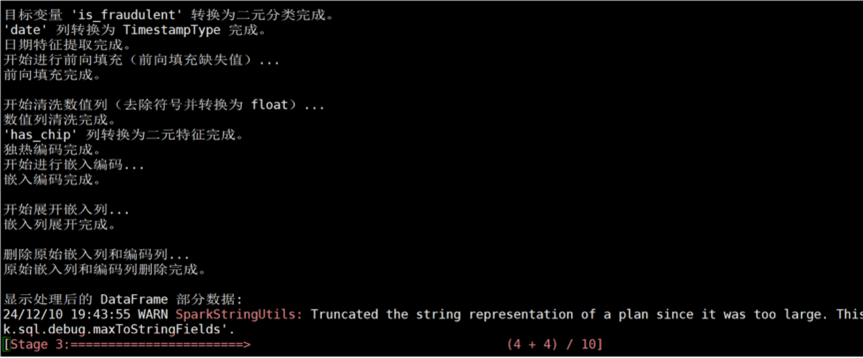 目标变量 'is_fraudulent' 转换为二元分类完成。
'date' 列转换为 TimestampType 完成。
日期特征提取完成。
开始进行前向填充（前向填充缺失值）...
前向填充完成。
开始清洗数值列（去除符号并转换为 float）...
数值列清洗完成。
'has_chip' 列转换为二元特征完成。
独热编码完成。
开始进行嵌入编码...
嵌入编码完成。
开始展开嵌入列...
嵌入列展开完成。
删除原始嵌入列和编码列...
原始嵌入列和编码列删除完成。
显示处理后的 DataFrame 部分数据:
24/12/10 19:43:55 WARN SparkStringUtils: Truncated the string representation of a plan since it was too large. This
k.sql.debug.maxToStringFields'.
[Stage 3:=======================>                                  (4 + 4) / 10]